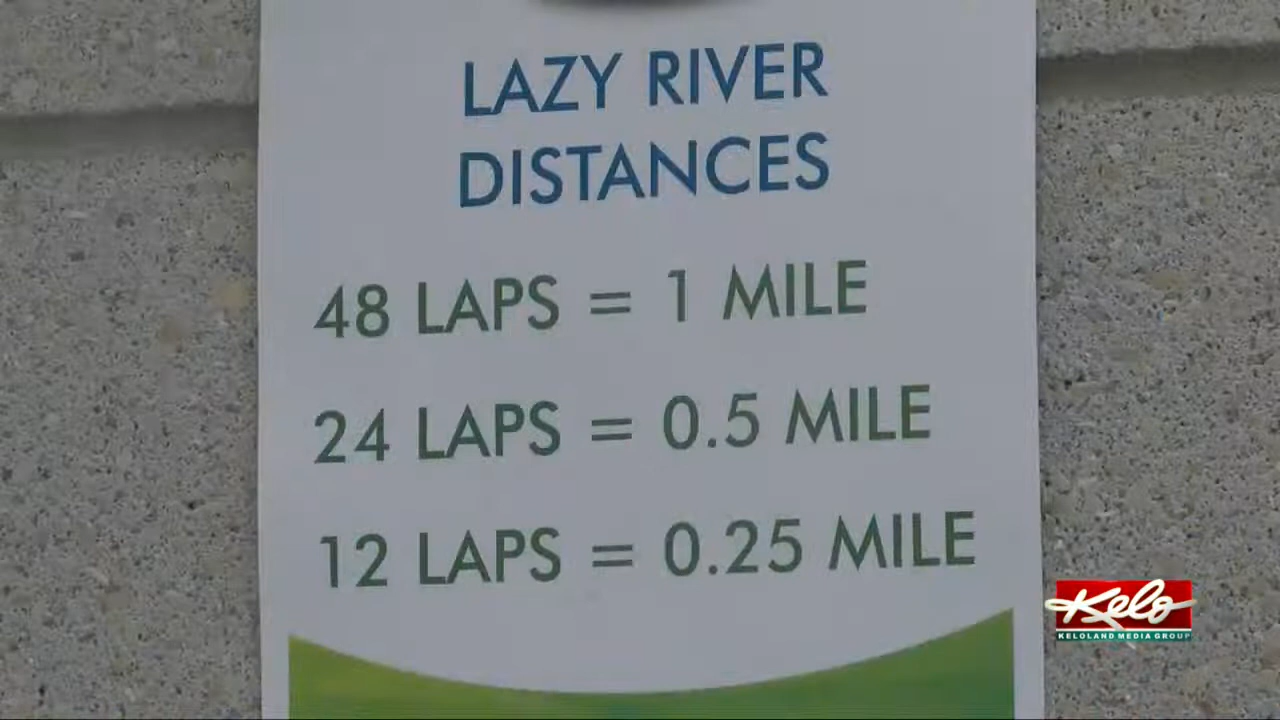 LAZY RIVER
DISTANCES
48 LAPS = 1 MILE
24 LAPS = 0.5 MILE
12 LAPS = 0.25 MILE
Kelo
KELOLAND MEDIA GROUP